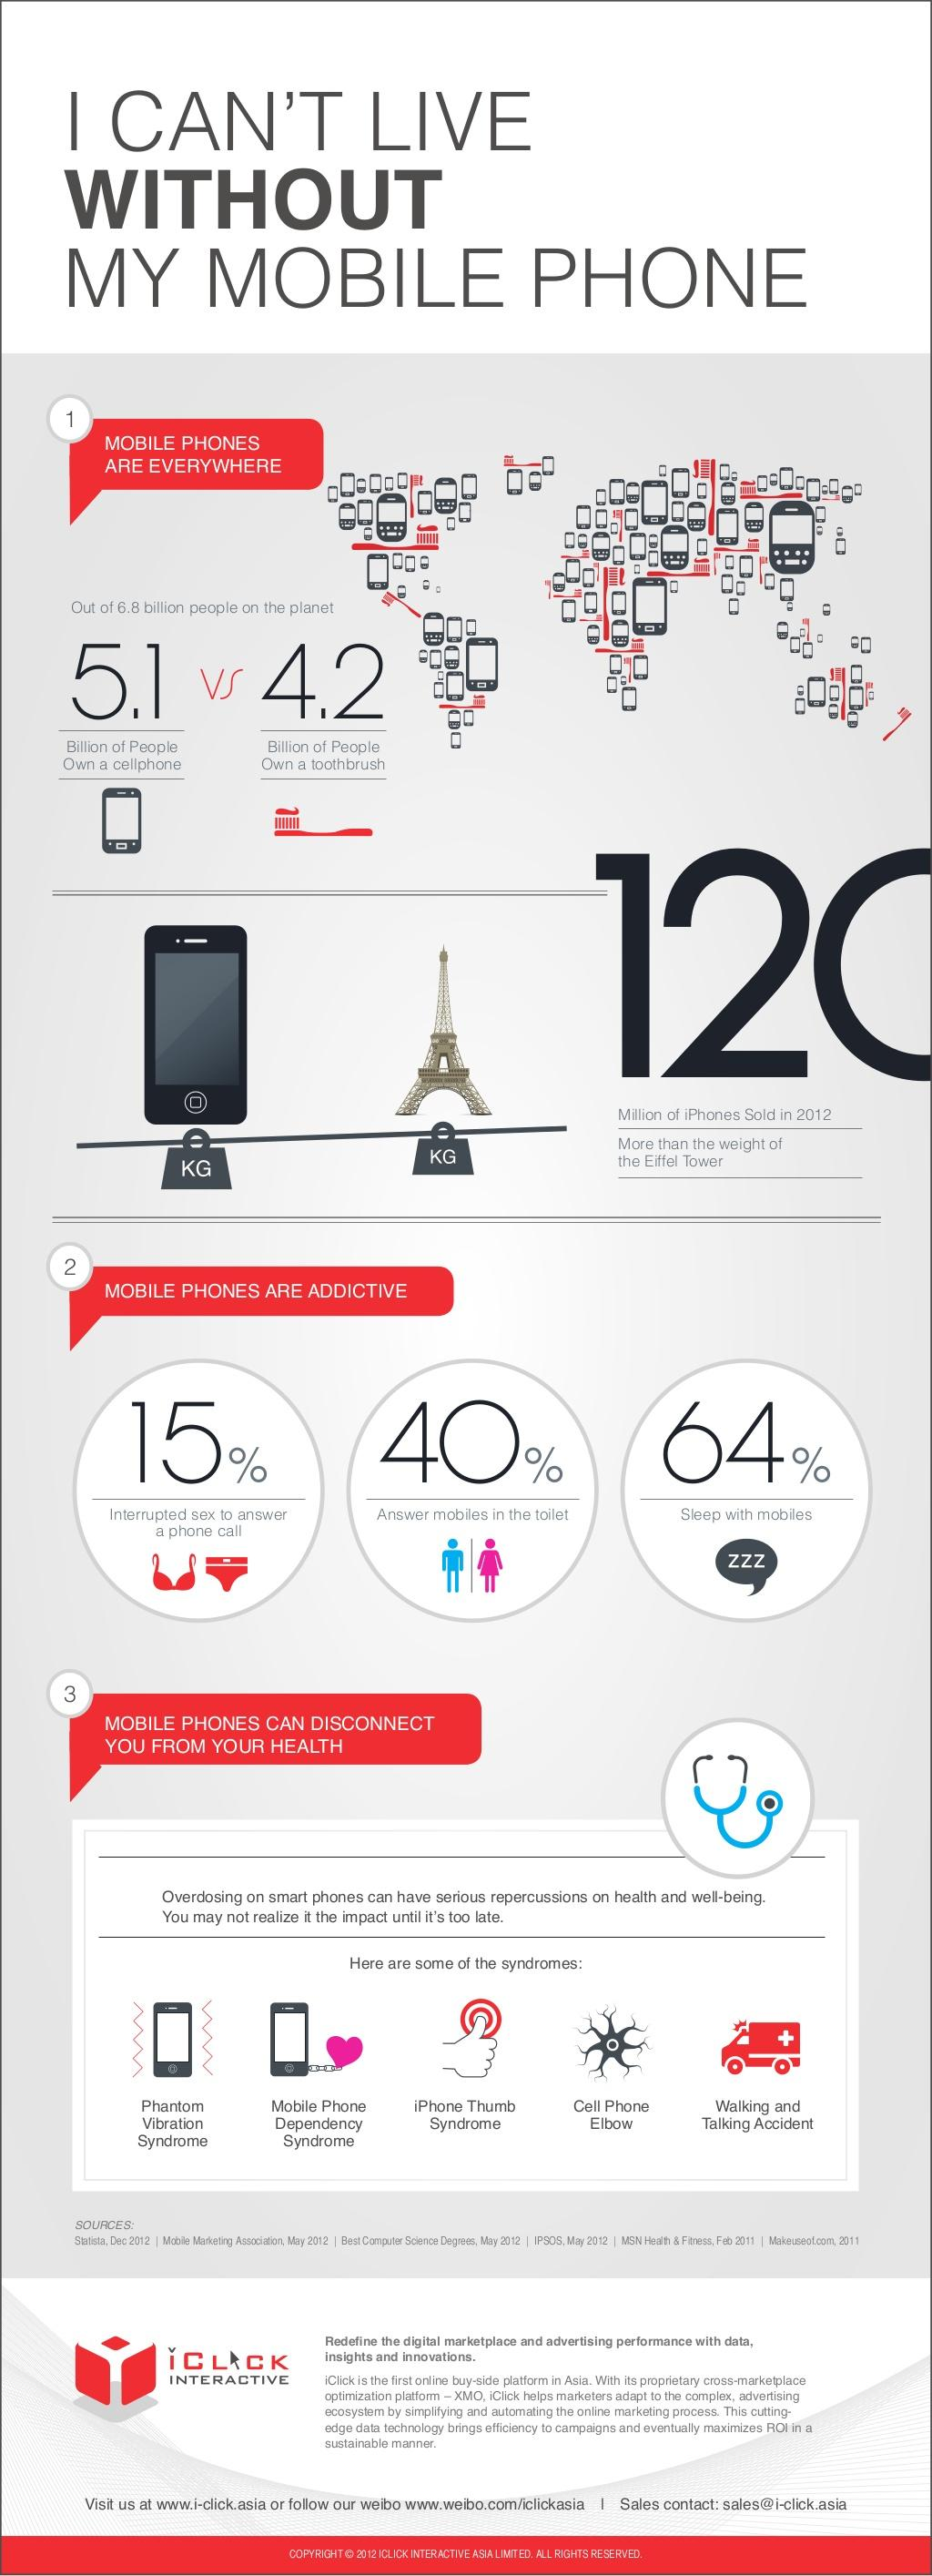 I CAN'T LIVE
WITHOUT
MY MOBILE PHONE
1
MOBILE PHONES
ARE EVERYWHERE
Out of 6.8 billion people on the planet
5.1 VS 4.2
Billion of People
Own a cellphone
Billion of People
Own a toothbrush
120
KG
KG
Million of iPhones Sold in 2012
More than the weight of
the Eiffel Tower
2
MOBILE PHONES ARE ADDICTIVE
15%
Interrupted sex to answer
a phone call
40%
Answer mobiles in the toilet
64%
Sleep with mobiles
ZZZ
3
MOBILE PHONES CAN DISCONNECT
YOU FROM YOUR HEALTH
Overdosing on smart phones can have serious repercussions on health and well-being.
You may not realize it the impact until it's too late.
Here are some of the syndromes:
Phantom
Vibration
Syndrome
Mobile Phone
Dependency
Syndrome
iPhone Thumb
Syndrome
Cell Phone
Elbow
Walking and
Talking Accident
SOURCES:
Statista, Dec 2012 | Mobile Marketing Association, May 2012 | Best Computer Science Degrees, May 2012 | IPSOS, May 2012 | MSN Health & Fitness, Feb 2011 | Makeuseof.com, 2011
iCLICK
INTERACTIVE
Redefine the digital marketplace and advertising performance with data,
insights and innovations.
iClick is the first online buy-side platform in Asia. With its proprietary cross-marketplace
optimization platform – XMO, iClick helps marketers adapt to the complex, advertising
ecosystem by simplifying and automating the online marketing process. This cutting-
edge data technology brings efficiency to campaigns and eventually maximizes ROI in a
sustainable manner.
Visit us at www.i-click.asia or follow our weibo www.weibo.com/iclickasia | Sales contact: sales@i-click.asia
COPYRIGHT © 2012 ICLICK INTERACTIVE ASIA LIMITED. ALL RIGHTS RESERVED.